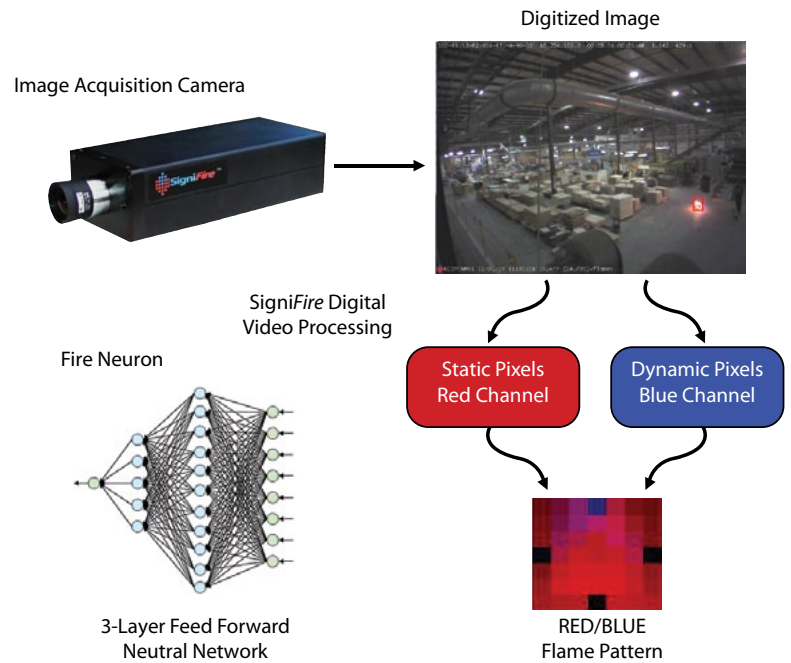 Digitized Image
Image Acquisition Camera
SigniFire
SigniFire Digital
Video Processing
Fire Neuron
Static Pixels
Red Channel
Dynamic Pixels
Blue Channel
3-Layer Feed Forward
Neutral Network
RED/BLUE
Flame Pattern